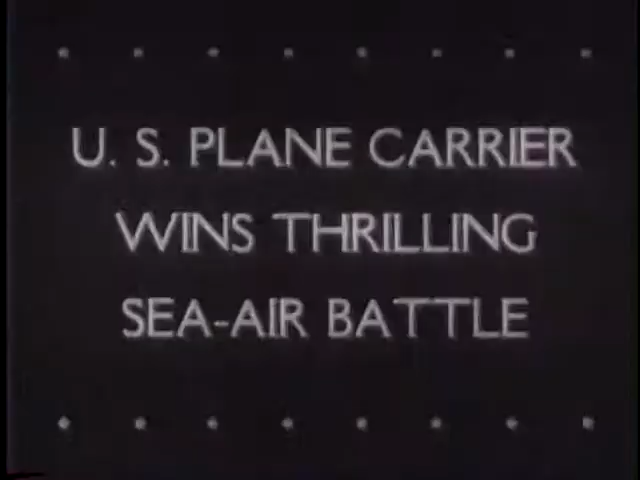 U. S. PLANE CARRIER
WINS THRILLING
SEA-AIR BATTLE